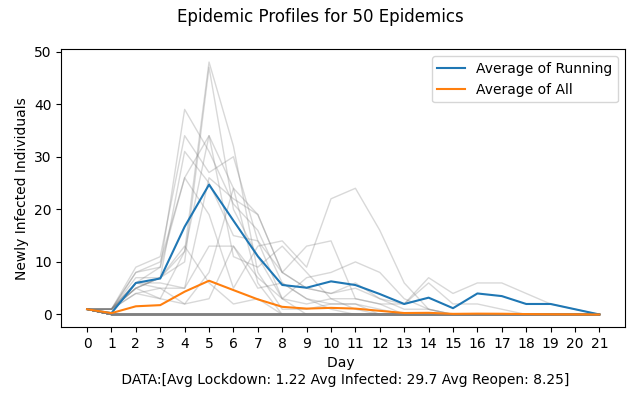 Epidemic Profiles for 50 Epidemics
50
40
30
20
10
0
Newly Infected Individuals
Average of Running
Average of All
0 1 2 3 4 5 6 7 8 9 10 11 12 13 14 15 16 17 18 19 20 21
Day
DATA:[Avg Lockdown: 1.22 Avg Infected: 29.7 Avg Reopen: 8.25]